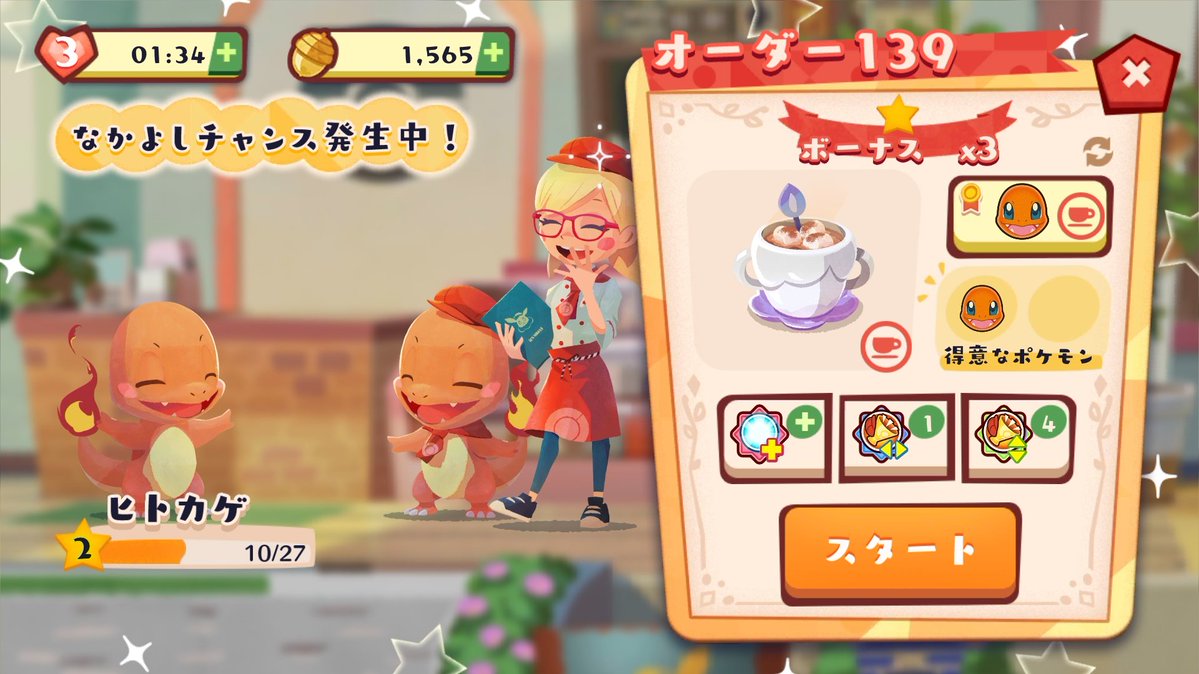 3
01:34
1,565
なかよしチャンス発生中！
オーダー139
ボーナス x3
得意なポケモン
1
4
スタート
ヒトカゲ
2
10/27